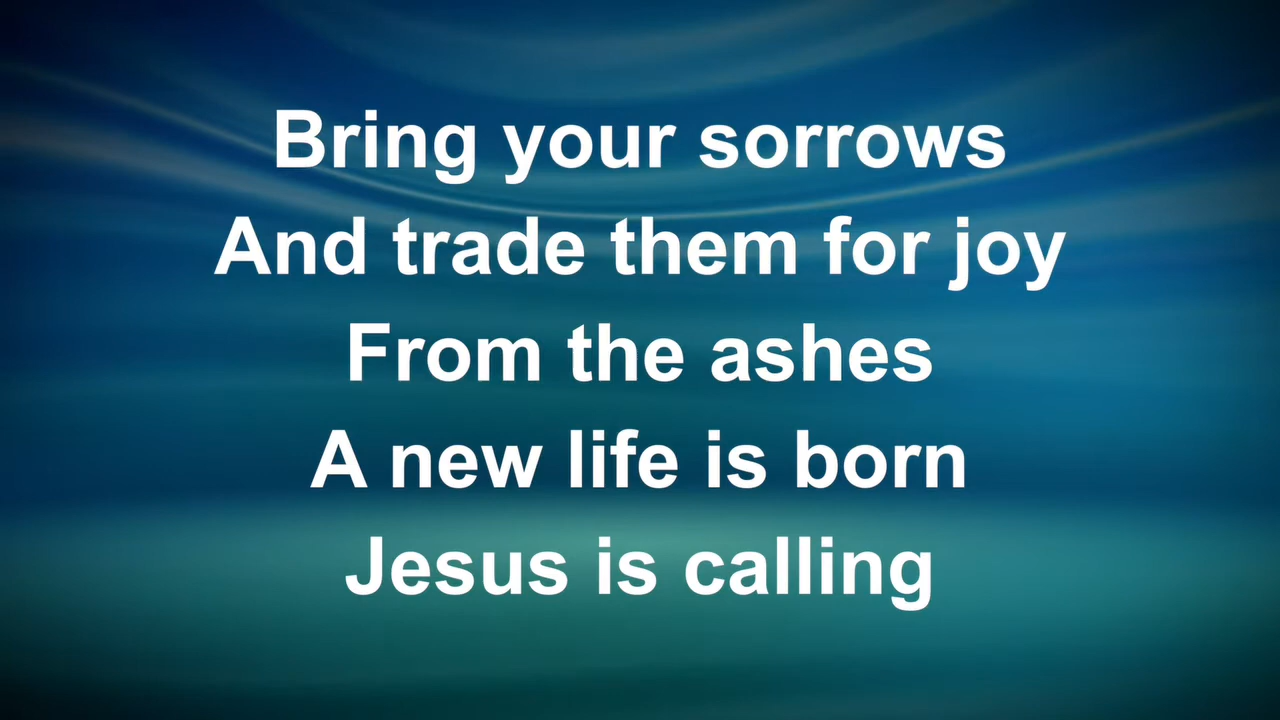 Bring your sorrows
And trade them for joy
From the ashes
A new life is born
Jesus is calling